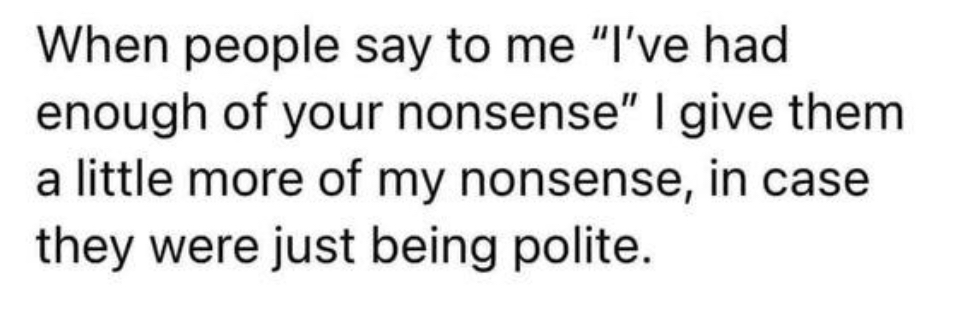 When people say to me “I’ve had
enough of your nonsense” I give them
a little more of my nonsense, in case
they were just being polite.